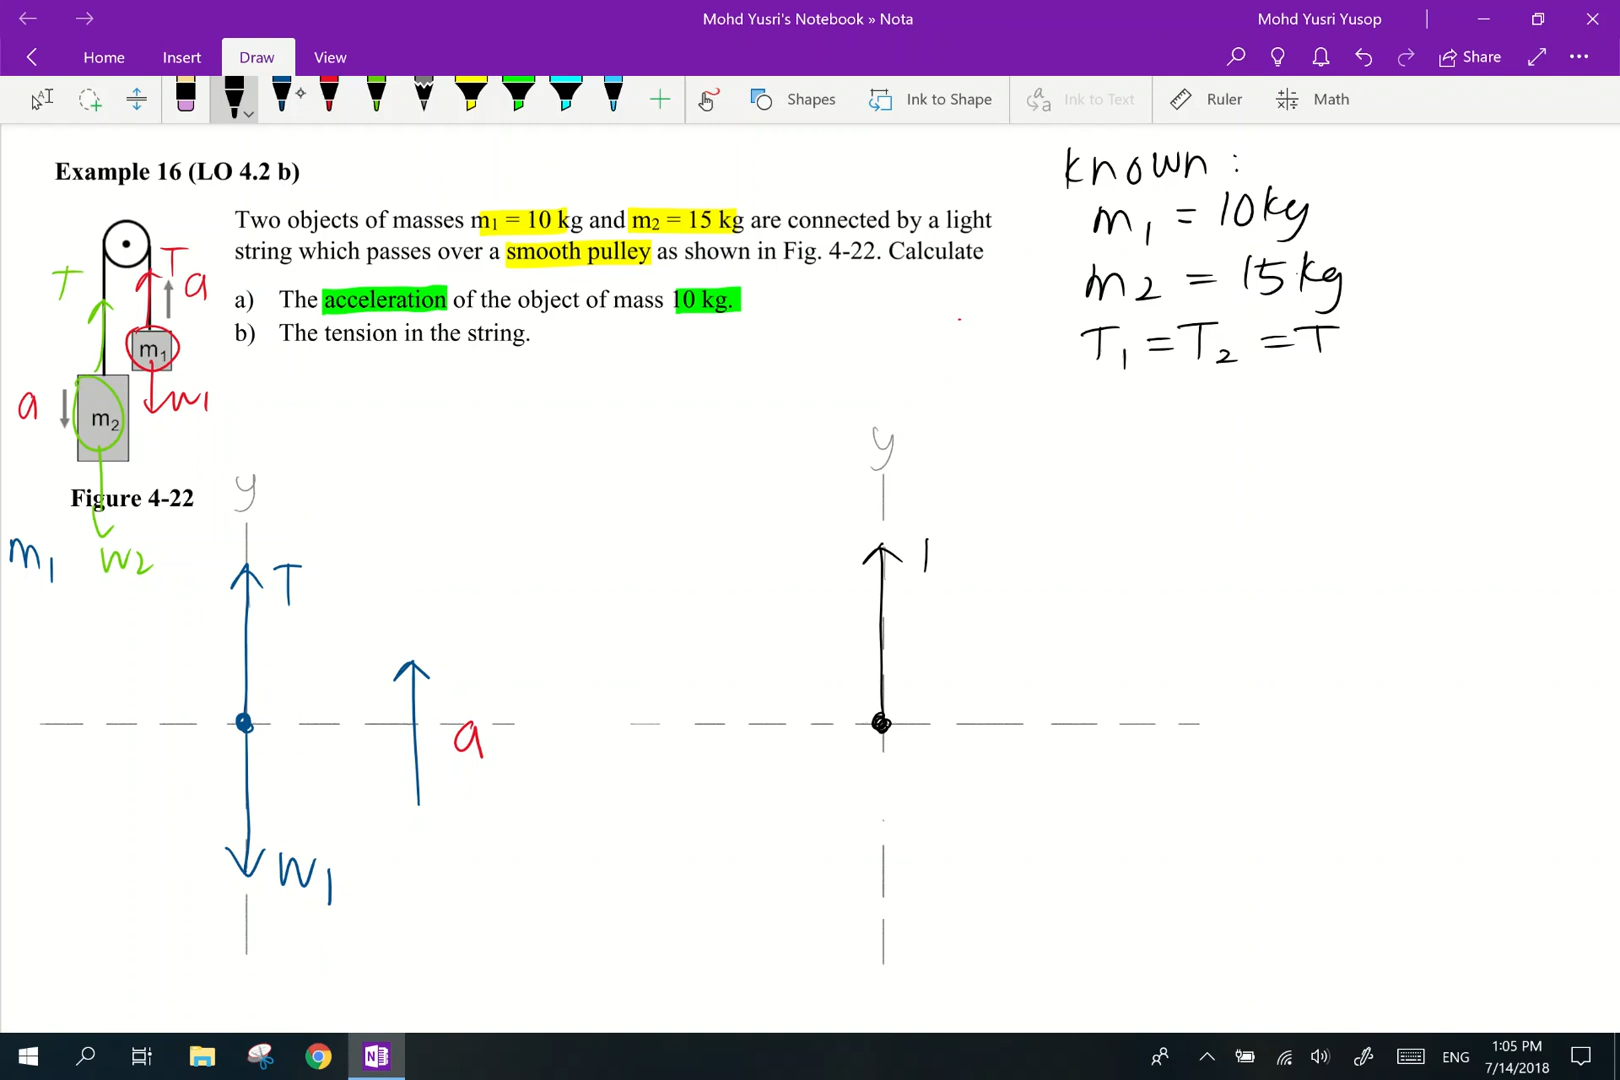 Mohd Yusri's Notebook » Nota
Mohd Yusri Yusop
Home Insert Draw View
Share
Shapes
Ink to Shape
Ink to Text
Ruler
Math
Example 16 (LO 4.2 b)
Two objects of masses m₁ = 10 kg and m₂ = 15 kg are connected by a light
string which passes over a smooth pulley as shown in Fig. 4-22. Calculate
a) The acceleration of the object of mass 10 kg.
b) The tension in the string.
known :
m₁ = 10kg
m₂ = 15kg
T₁ = T₂ = T
T
T
a
m₁
W₁
a
m₂
Figure 4-22
W₂
m₁
y
T
a
W₁
y
ENG
1:05 PM
7/14/2018